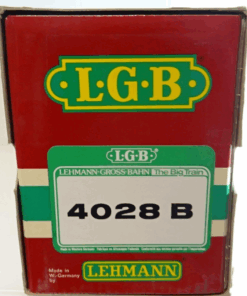 ·L·G·B·
·L·G·B·
LEHMANN-GROSS-BAHN The Big Train
4028 B
Made in
W.-Germany
by
LEHMANN